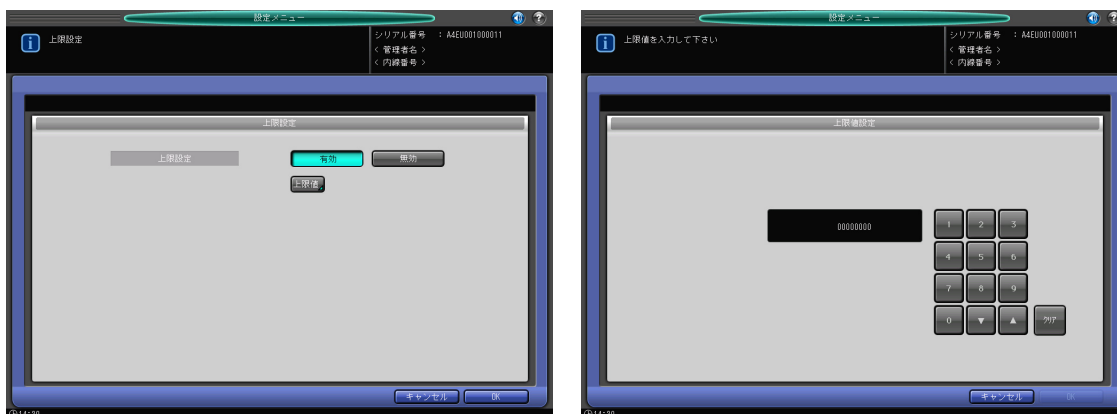 設定メニュー
上限設定
シリアル番号 : A4EU001000011
< 管理者名 >
< 内線番号 >
上限設定
上限設定 有効 無効
上限値
キャンセル OK
14:30
設定メニュー
上限値を入力して下さい
シリアル番号 : A4EU001000011
< 管理者名 >
< 内線番号 >
上限値設定
00000000
1 2 3
4 5 6
7 8 9
0 ▼ ▲ クリア
キャンセル OK
14:30